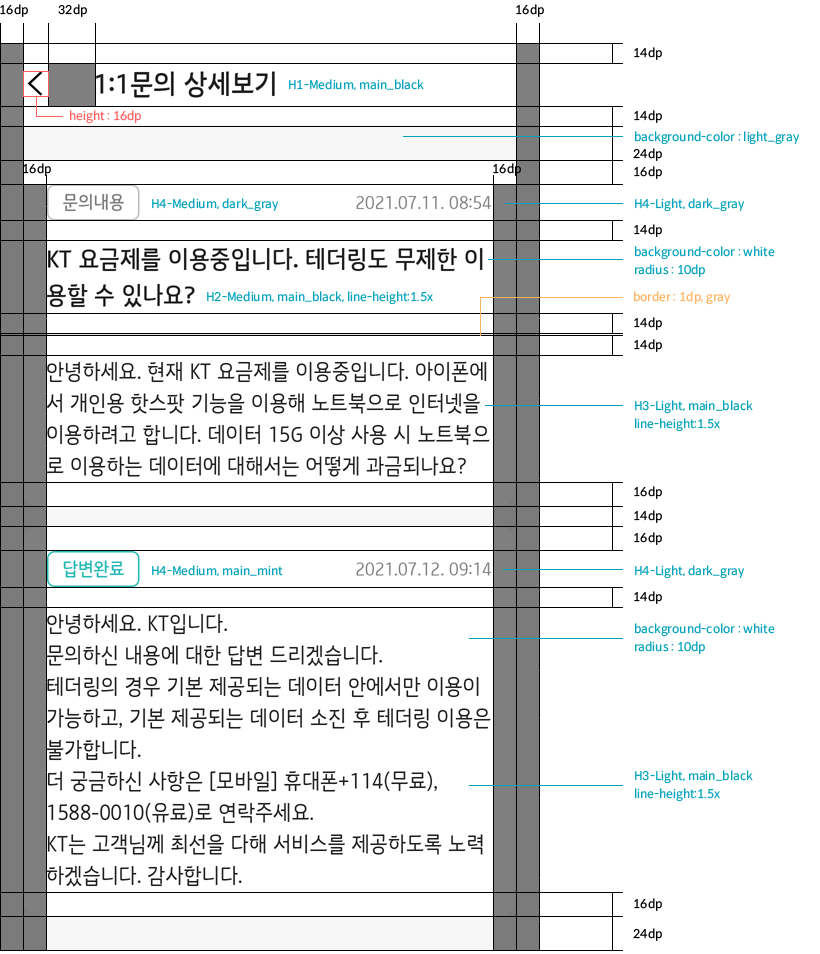 16dp 32dp 16dp
14dp
1:1문의 상세보기 H1-Medium, main_black
height : 16dp 14dp
background-color : light_gray
24dp
16dp 16dp 16dp
문의내용 H4-Medium, dark_gray 2021.07.11. 08:54 H4-Light, dark_gray
14dp
KT 요금제를 이용중입니다. 테더링도 무제한 이 background-color : white
radius : 10dp
용할 수 있나요? H2-Medium, main_black, line-height:1.5x border : 1dp, gray
14dp
14dp
안녕하세요. 현재 KT 요금제를 이용중입니다. 아이폰에
서 개인용 핫스팟 기능을 이용해 노트북으로 인터넷을 H3-Light, main_black
line-height:1.5x
이용하려고 합니다. 데이터 15G 이상 사용 시 노트북으
로 이용하는 데이터에 대해서는 어떻게 과금되나요?
16dp
14dp
16dp
답변완료 H4-Medium, main_mint 2021.07.12. 09:14 H4-Light, dark_gray
14dp
안녕하세요. KT입니다. background-color : white
radius : 10dp
문의하신 내용에 대한 답변 드리겠습니다.
테더링의 경우 기본 제공되는 데이터 안에서만 이용이
가능하고, 기본 제공되는 데이터 소진 후 테더링 이용은
불가합니다.
더 궁금하신 사항은 [모바일] 휴대폰+114(무료), H3-Light, main_black
line-height:1.5x
1588-0010(유료)로 연락주세요.
KT는 고객님께 최선을 다해 서비스를 제공하도록 노력
하겠습니다. 감사합니다.
16dp
24dp